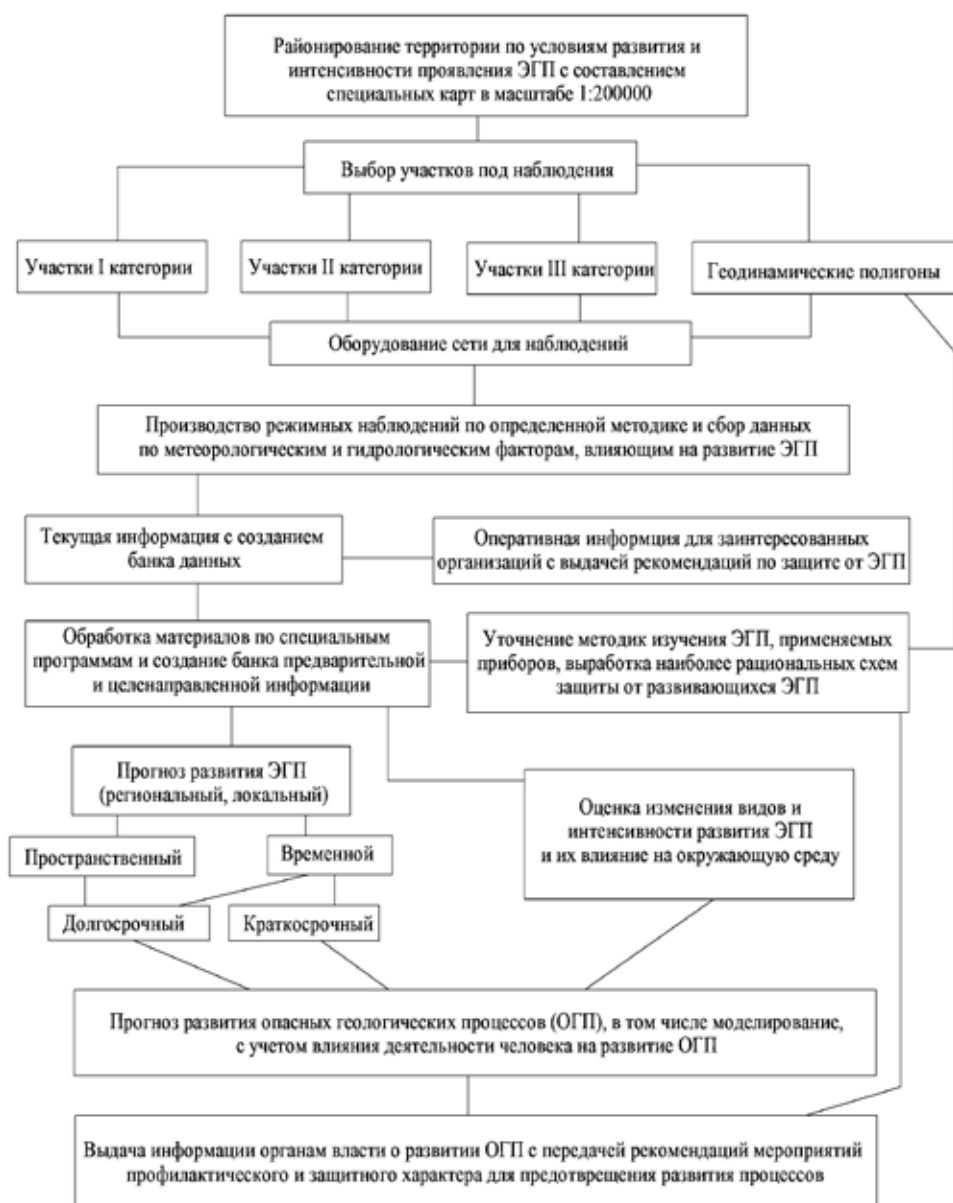 Районирование территории по условиям развития и
интенсивности проявления ЭГП с составлением
специальных карт в масштабе 1:200000
Выбор участков под наблюдения
Участки I категории
Участки II категории
Участки III категории
Геодинамические полигоны
Оборудование сети для наблюдений
Производство режимных наблюдений по определенной методике и сбор данных
по метеорологическим и гидрологическим факторам, влияющим на развитие ЭГП
Текущая информация с созданием
банка данных
Оперативная информция для заинтересованных
организаций с выдачей рекомендаций по защите от ЭГП
Обработка материалов по специальным
программам и создание банка предварительной
и целенаправленной информации
Уточнение методик изучения ЭГП, применяемых
приборов, выработка наиболее рациональных схем
защиты от развивающихся ЭГП
Прогноз развития ЭГП
(региональный, локальный)
Оценка изменения видов и
интенсивности развития ЭГП
и их влияние на окружающую среду
Пространственный
Временной
Долгосрочный
Краткосрочный
Прогноз развития опасных геологических процессов (ОГП), в том числе моделирование,
с учетом влияния деятельности человека на развитие ОГП
Выдача информации органам власти о развитии ОГП с передачей рекомендаций мероприятий
профилактического и защитного характера для предотврещения развития процессов